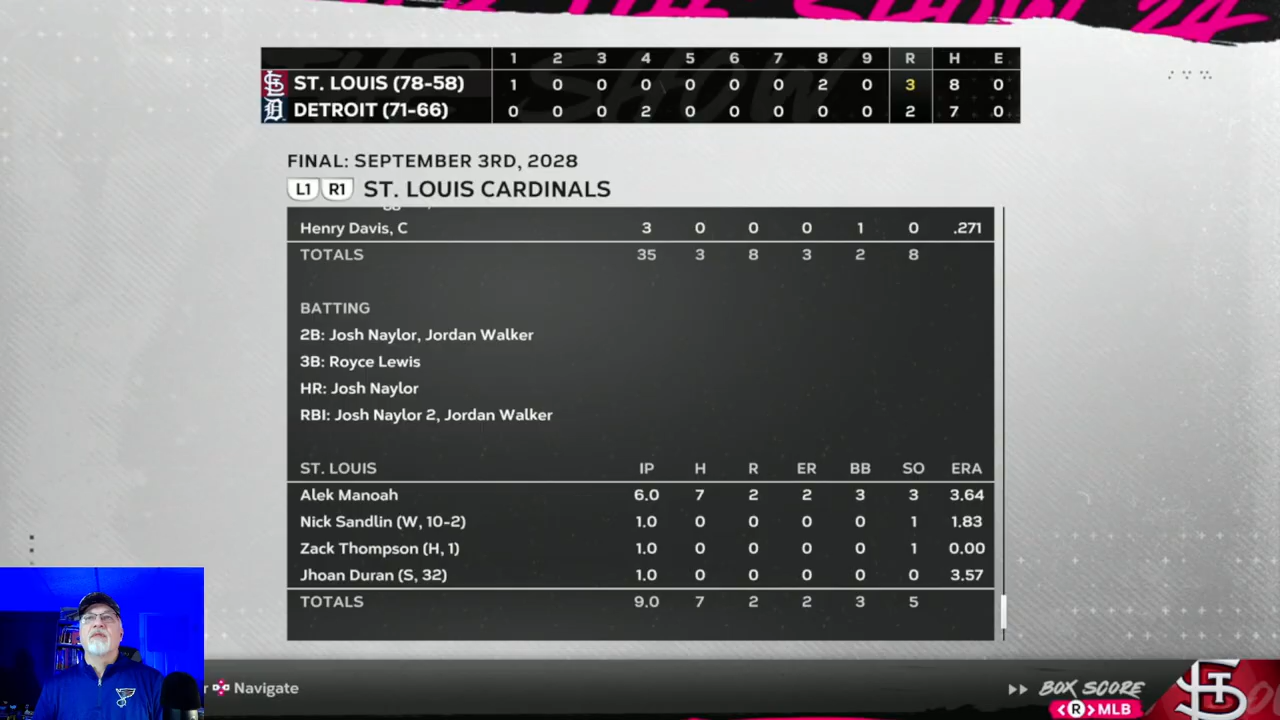 THE SHOW 24
1 2 3 4 5 6 7 8 9 R H E
ST. LOUIS (78-58) 1 0 0 0 0 0 0 2 0 3 8 0
DETROIT (71-66) 0 0 0 2 0 0 0 0 0 2 7 0
FINAL: SEPTEMBER 3RD, 2028
L1 R1 ST. LOUIS CARDINALS
Henry Davis, C 3 0 0 0 1 0 .271
TOTALS 35 3 8 3 2 8
BATTING
2B: Josh Naylor, Jordan Walker
3B: Royce Lewis
HR: Josh Naylor
RBI: Josh Naylor 2, Jordan Walker
ST. LOUIS IP H R ER BB SO ERA
Alek Manoah 6.0 7 2 2 3 3 3.64
Nick Sandlin (W, 10-2) 1.0 0 0 0 0 1 1.83
Zack Thompson (H, 1) 1.0 0 0 0 0 1 0.00
Jhoan Duran (S, 32) 1.0 0 0 0 0 0 3.57
TOTALS 9.0 7 2 2 3 5
Navigate
BOX SCORE
<R> MLB